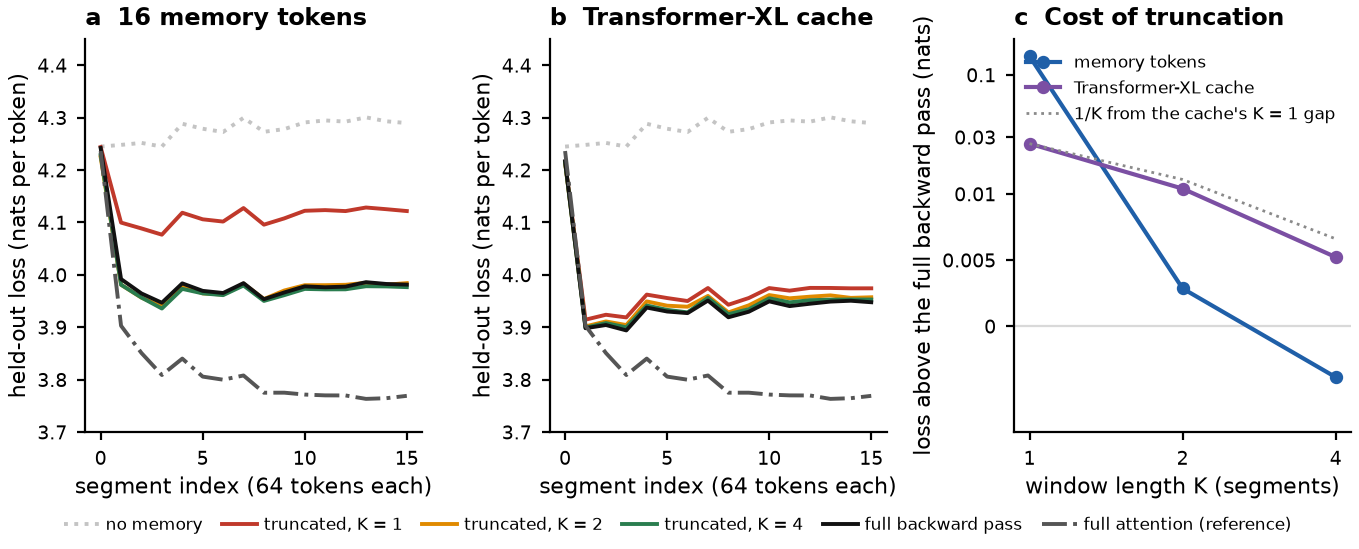 a 16 memory tokens
held-out loss (nats per token)
4.4
4.3
4.2
4.1
4.0
3.9
3.8
3.7
0
5
10
15
segment index (64 tokens each)
b Transformer-XL cache
held-out loss (nats per token)
4.4
4.3
4.2
4.1
4.0
3.9
3.8
3.7
0
5
10
15
segment index (64 tokens each)
c Cost of truncation
loss above the full backward pass (nats)
0.1
0.03
0.01
0.005
0
memory tokens
Transformer-XL cache
1/K from the cache's K = 1 gap
1
2
4
window length K (segments)
no memory
truncated, K = 1
truncated, K = 2
truncated, K = 4
full backward pass
full attention (reference)